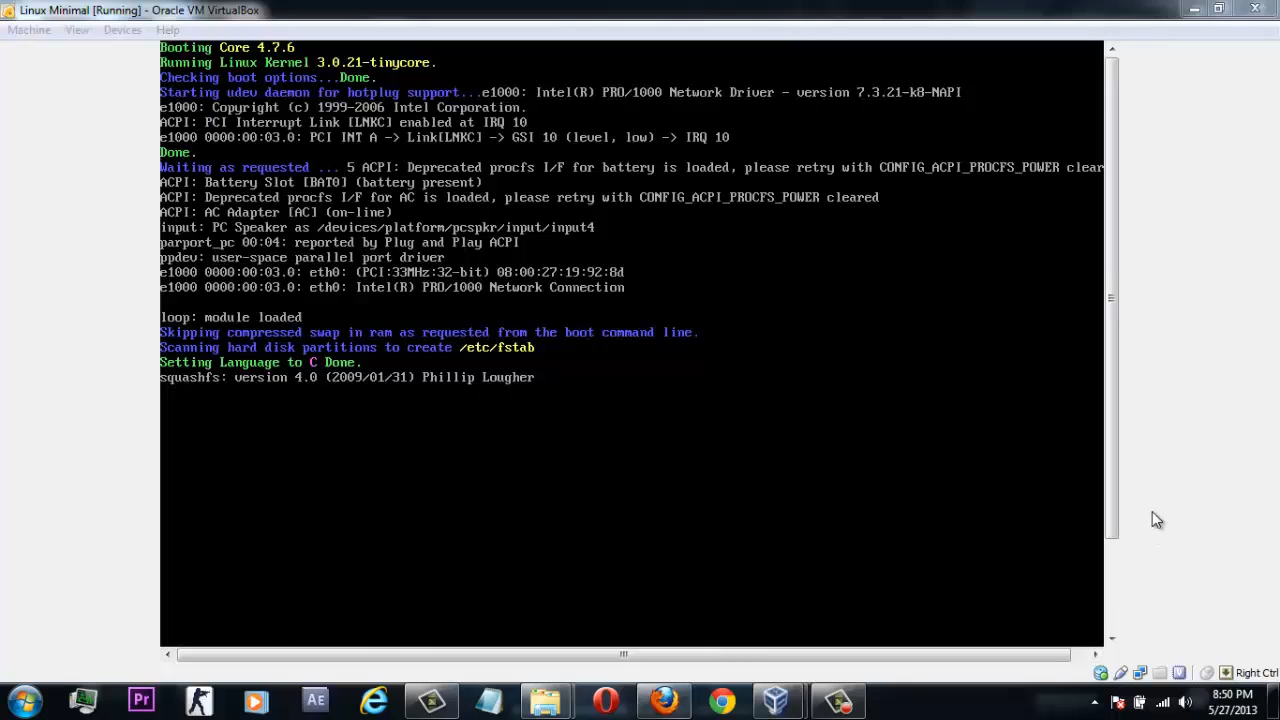 Linux Minimal [Running] - Oracle VM VirtualBox
Machine View Devices Help
Booting Core 4.7.6
Running Linux Kernel 3.0.21-tinycore.
Checking boot options...Done.
Starting udev daemon for hotplug support...e1000: Intel(R) PRO/1000 Network Driver - version 7.3.21-k8-NAPI
e1000: Copyright (c) 1999-2006 Intel Corporation.
ACPI: PCI Interrupt Link [LNKC] enabled at IRQ 10
e1000 0000:00:03.0: PCI INT A -> Link[LNKC] -> GSI 10 (level, low) -> IRQ 10
Done.
Waiting as requested ... 5 ACPI: Deprecated procfs I/F for battery is loaded, please retry with CONFIG_ACPI_PROCFS_POWER clear
ACPI: Battery Slot [BAT0] (battery present)
ACPI: Deprecated procfs I/F for AC is loaded, please retry with CONFIG_ACPI_PROCFS_POWER cleared
ACPI: AC Adapter [AC] (on-line)
input: PC Speaker as /devices/platform/pcspkr/input/input4
parport_pc 00:04: reported by Plug and Play ACPI
ppdev: user-space parallel port driver
e1000 0000:00:03.0: eth0: (PCI:33MHz:32-bit) 08:00:27:19:92:8d
e1000 0000:00:03.0: eth0: Intel(R) PRO/1000 Network Connection
loop: module loaded
Skipping compressed swap in ram as requested from the boot command line.
Scanning hard disk partitions to create /etc/fstab
Setting Language to C Done.
squashfs: version 4.0 (2009/01/31) Phillip Lougher
Right Ctrl
Pr
Ae
8:50 PM
5/27/2013